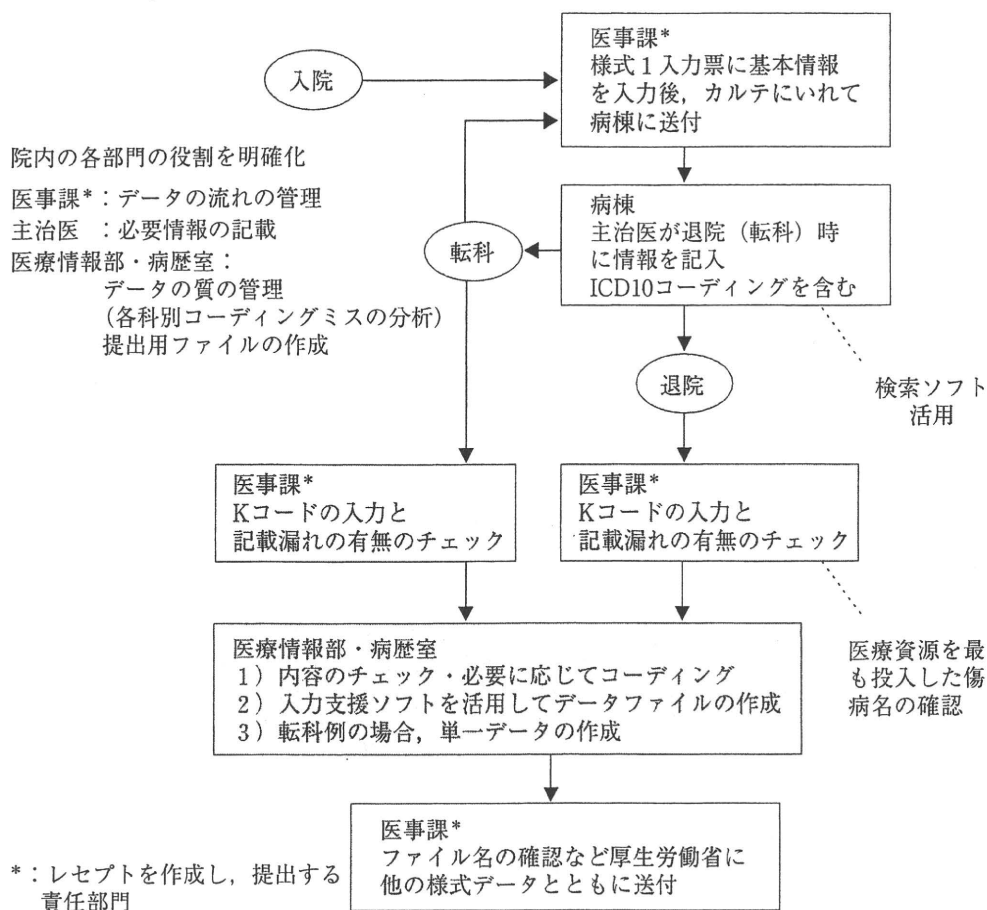 医事課*
様式1入力票に基本情報
を入力後,カルテにいれて
病棟に送付
入院
院内の各部門の役割を明確化
医事課*:データの流れの管理
主治医 :必要情報の記載
医療情報部・病歴室:
データの質の管理
(各科別コーディングミスの分析)
提出用ファイルの作成
転科
病棟
主治医が退院(転科)時
に情報を記入
ICD10コーディングを含む
検索ソフト
活用
退院
医事課*
Kコードの入力と
記載漏れの有無のチェック
医事課*
Kコードの入力と
記載漏れの有無のチェック
医療資源を最
も投入した傷
病名の確認
医療情報部・病歴室
1)内容のチェック・必要に応じてコーディング
2)入力支援ソフトを活用してデータファイルの作成
3)転科例の場合,単一データの作成
医事課*
ファイル名の確認など厚生労働省に
他の様式データとともに送付
*:レセプトを作成し,提出する
責任部門